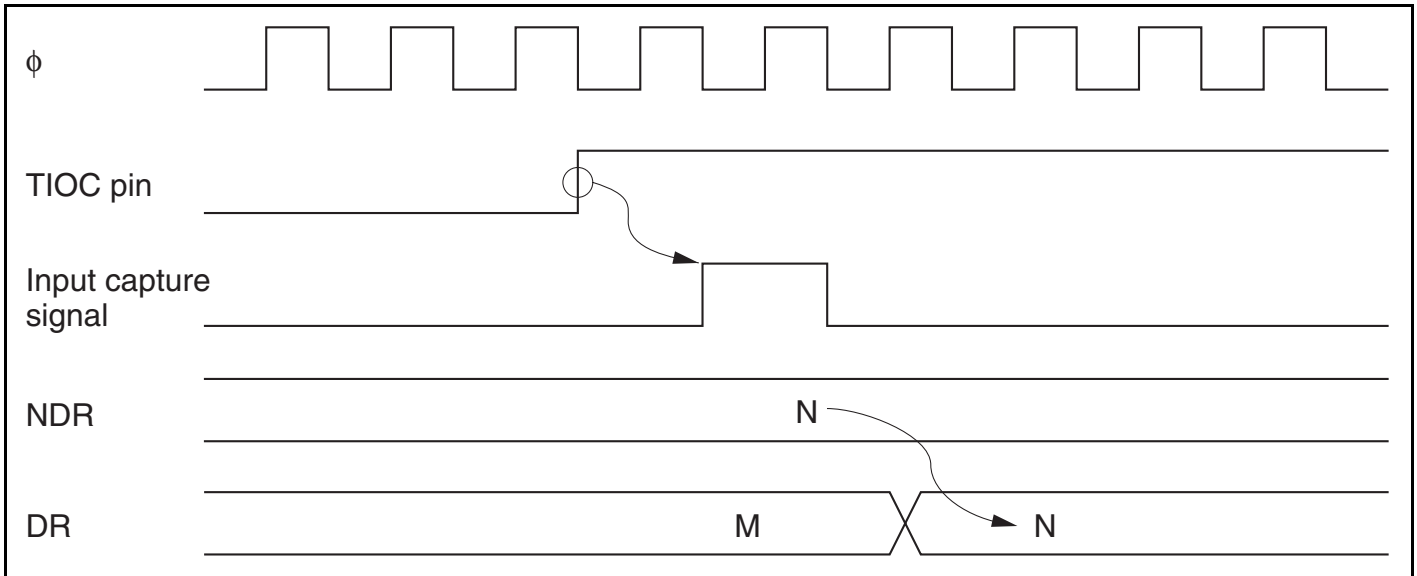 ϕ
TIOC pin
Input capture
signal
NDR
N
DR
M
N